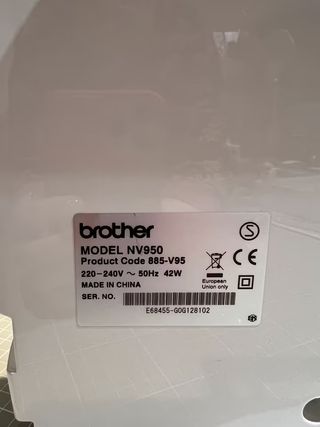 brother
MODEL NV950
Product Code 885-V95
220-240V ~ 50Hz 42W
MADE IN CHINA
SER. NO.
E68455-G0G128102
S
CE
European
Union only